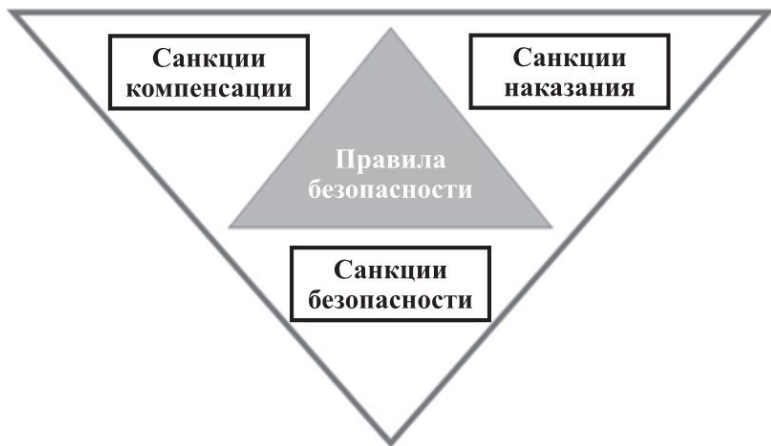 Санкции
компенсации
Санкции
наказания
Правила
безопасности
Санкции
безопасности